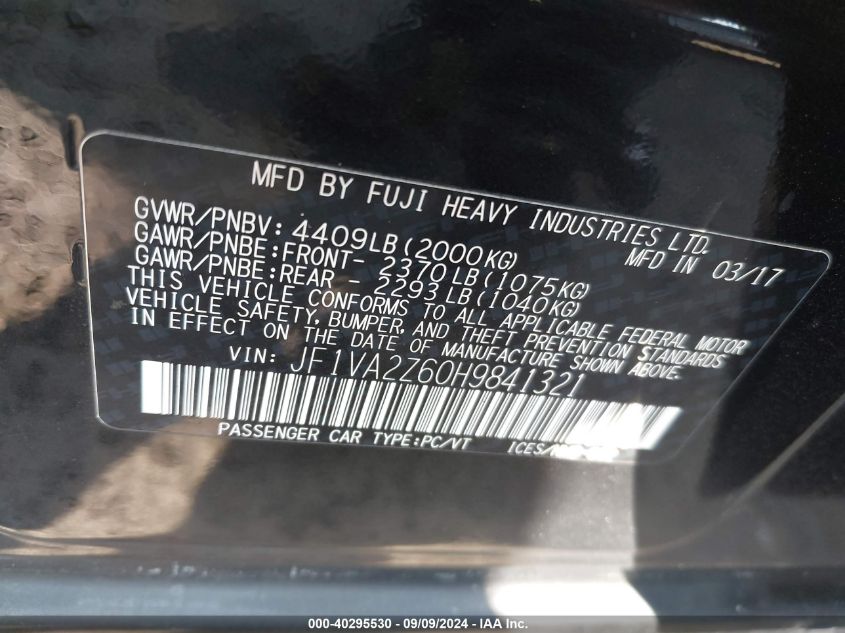 MFD BY FUJI HEAVY INDUSTRIES LTD.
MFD IN 03/17
GVWR/PNBV: 4409LB (2000KG)
GAWR/PNBE:FRONT- 2370LB (1075KG)
GAWR/PNBE:REAR - 2293LB (1040KG)
THIS VEHICLE CONFORMS TO ALL APPLICABLE FEDERAL MOTOR
VEHICLE SAFETY, BUMPER, AND THEFT PREVENTION STANDARDS
IN EFFECT ON THE DATE OF MANUFACTURE SHOWN ABOVE.
VIN: JF1VA2Z60H9841321
PASSENGER CAR TYPE:PC/VT
000-40295530 - 09/09/2024 - IAA Inc.